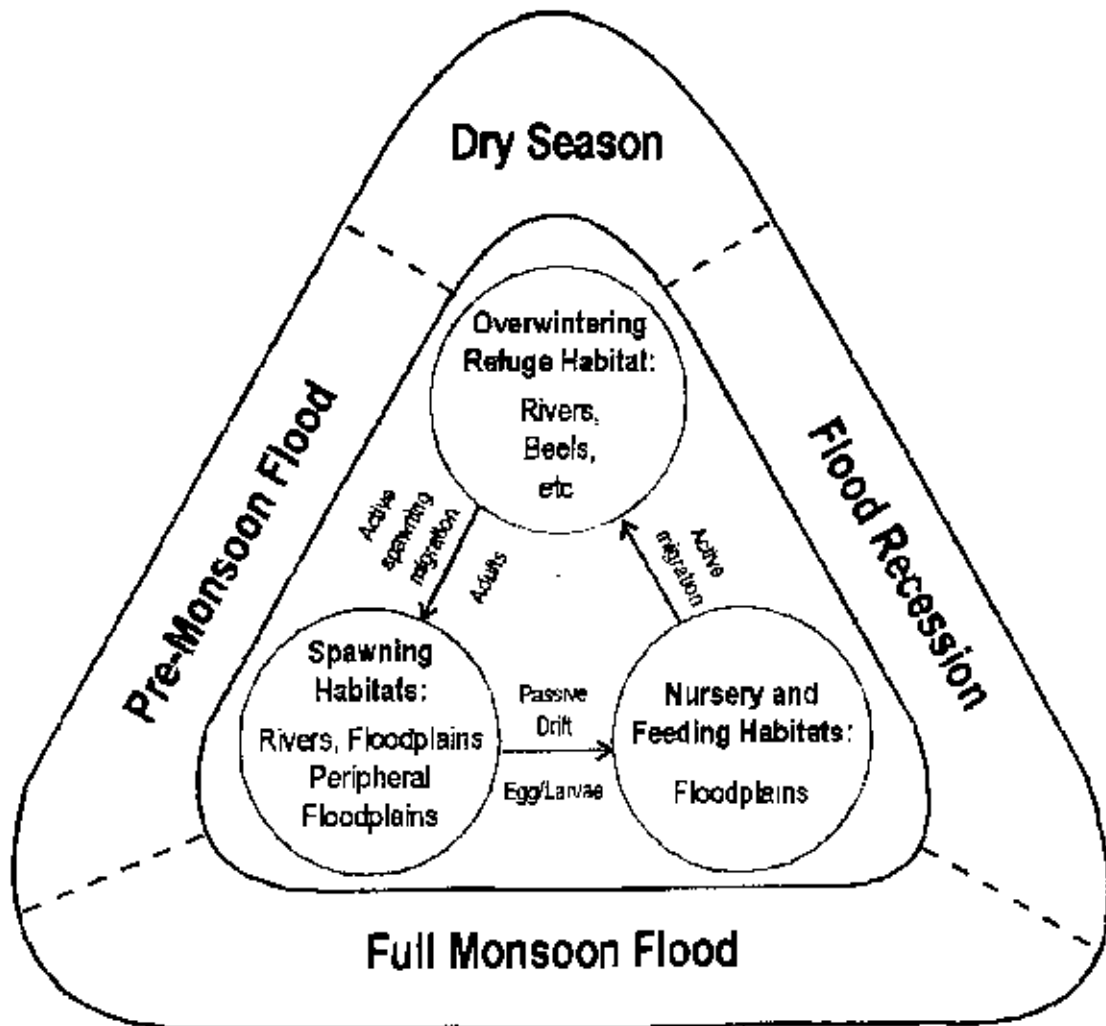 Dry Season
Overwintering
Refuge Habitat:
Rivers,
Beels,
etc
Pre-Monsoon Flood
Flood Recession
Active
spawning
migration
Adults
Active
migration
Spawning
Habitats:
Rivers, Floodplains
Peripheral
Floodplains
Passive
Drift
Egg/Larvae
Nursery and
Feeding Habitets:
Floodplains
Full Monsoon Flood